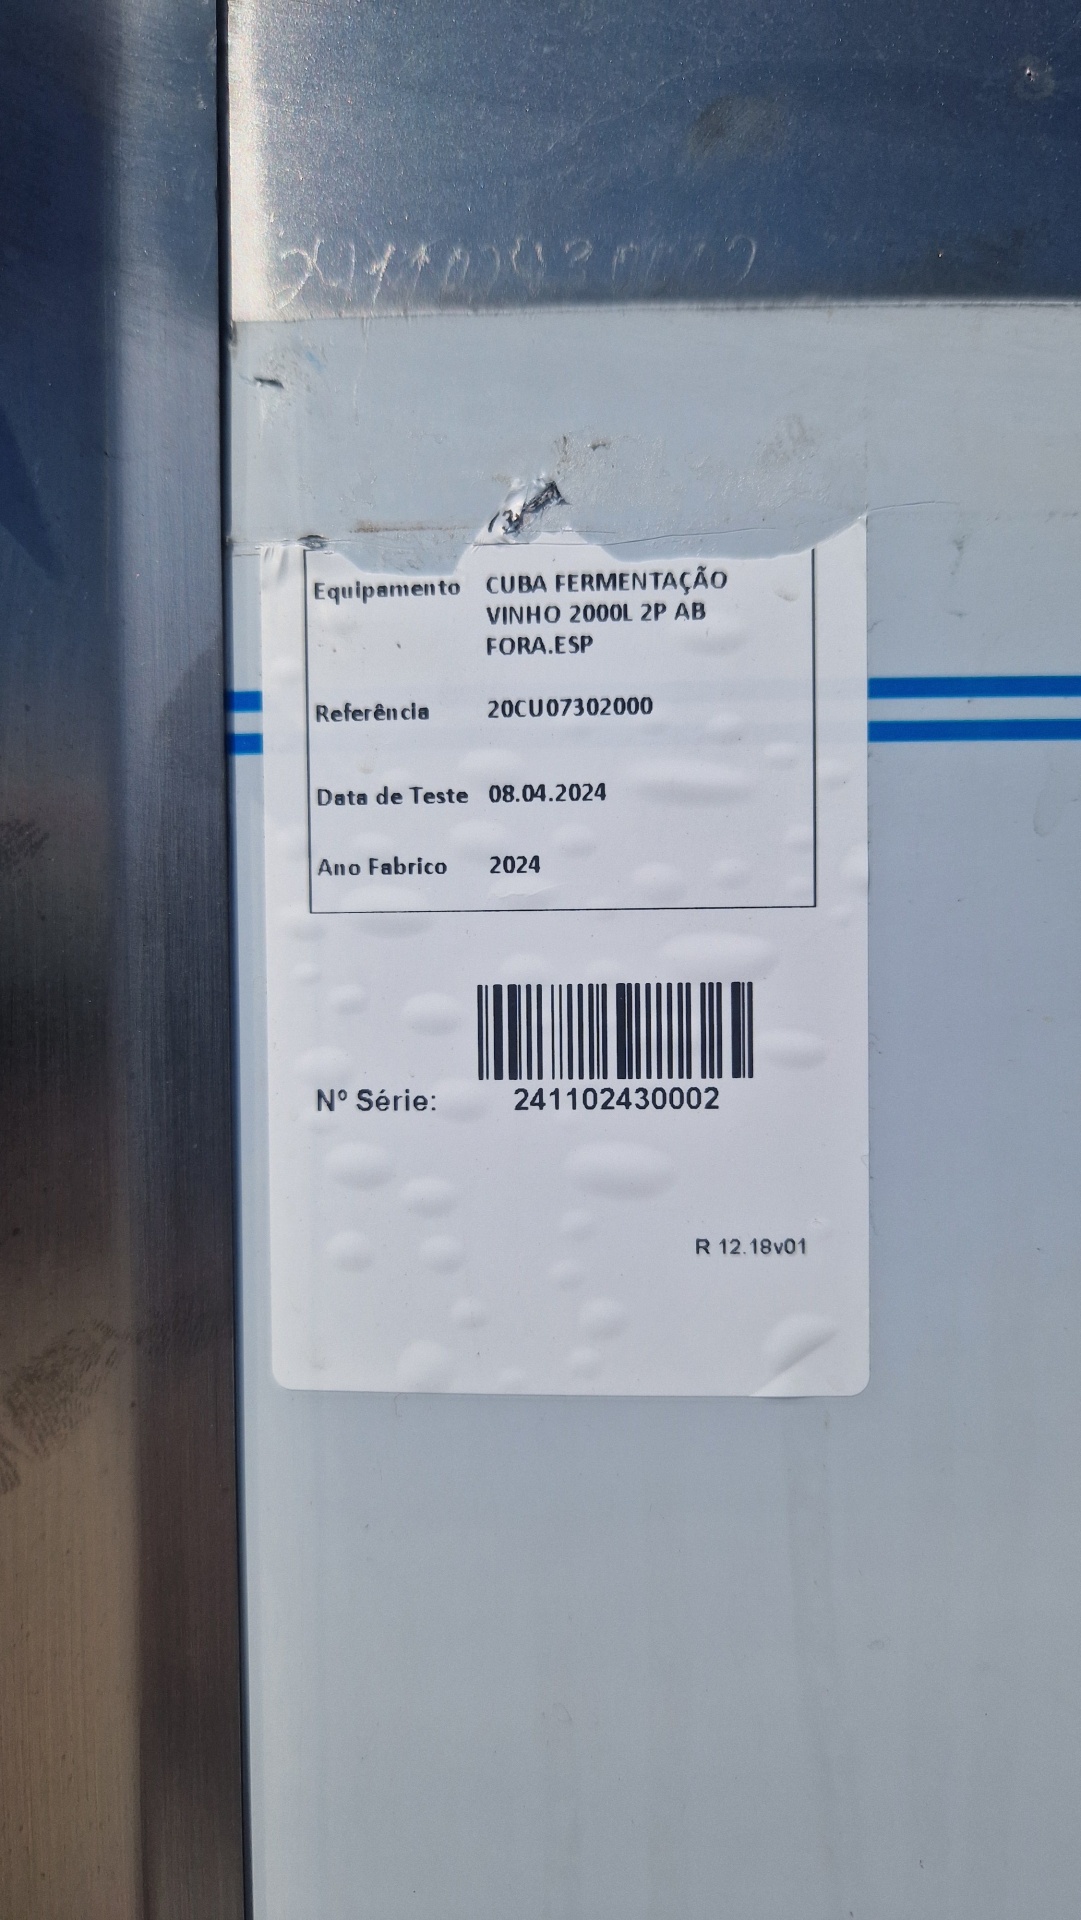 Equipamento CUBA FERMENTAÇÃO
VINHO 2000L 2P AB
FORA.ESP
Referência 20CU07302000
Data de Teste 08.04.2024
Ano Fabrico 2024
Nº Série: 241102430002
R 12.18v01